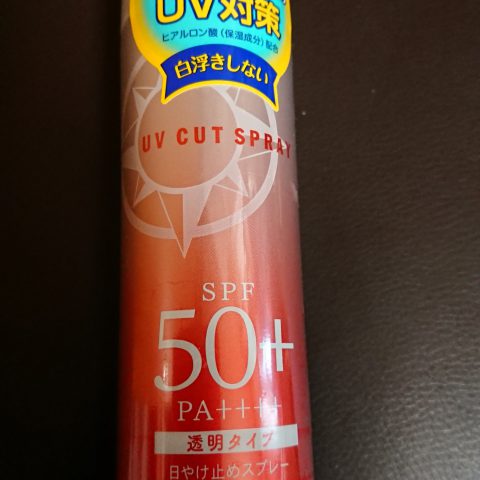 UV対策
ヒアルロン酸（保湿成分）配合
白浮きしない
UV CUT SPRAY
SPF
50+
PA++++
透明タイプ
日やけ止めスプレー